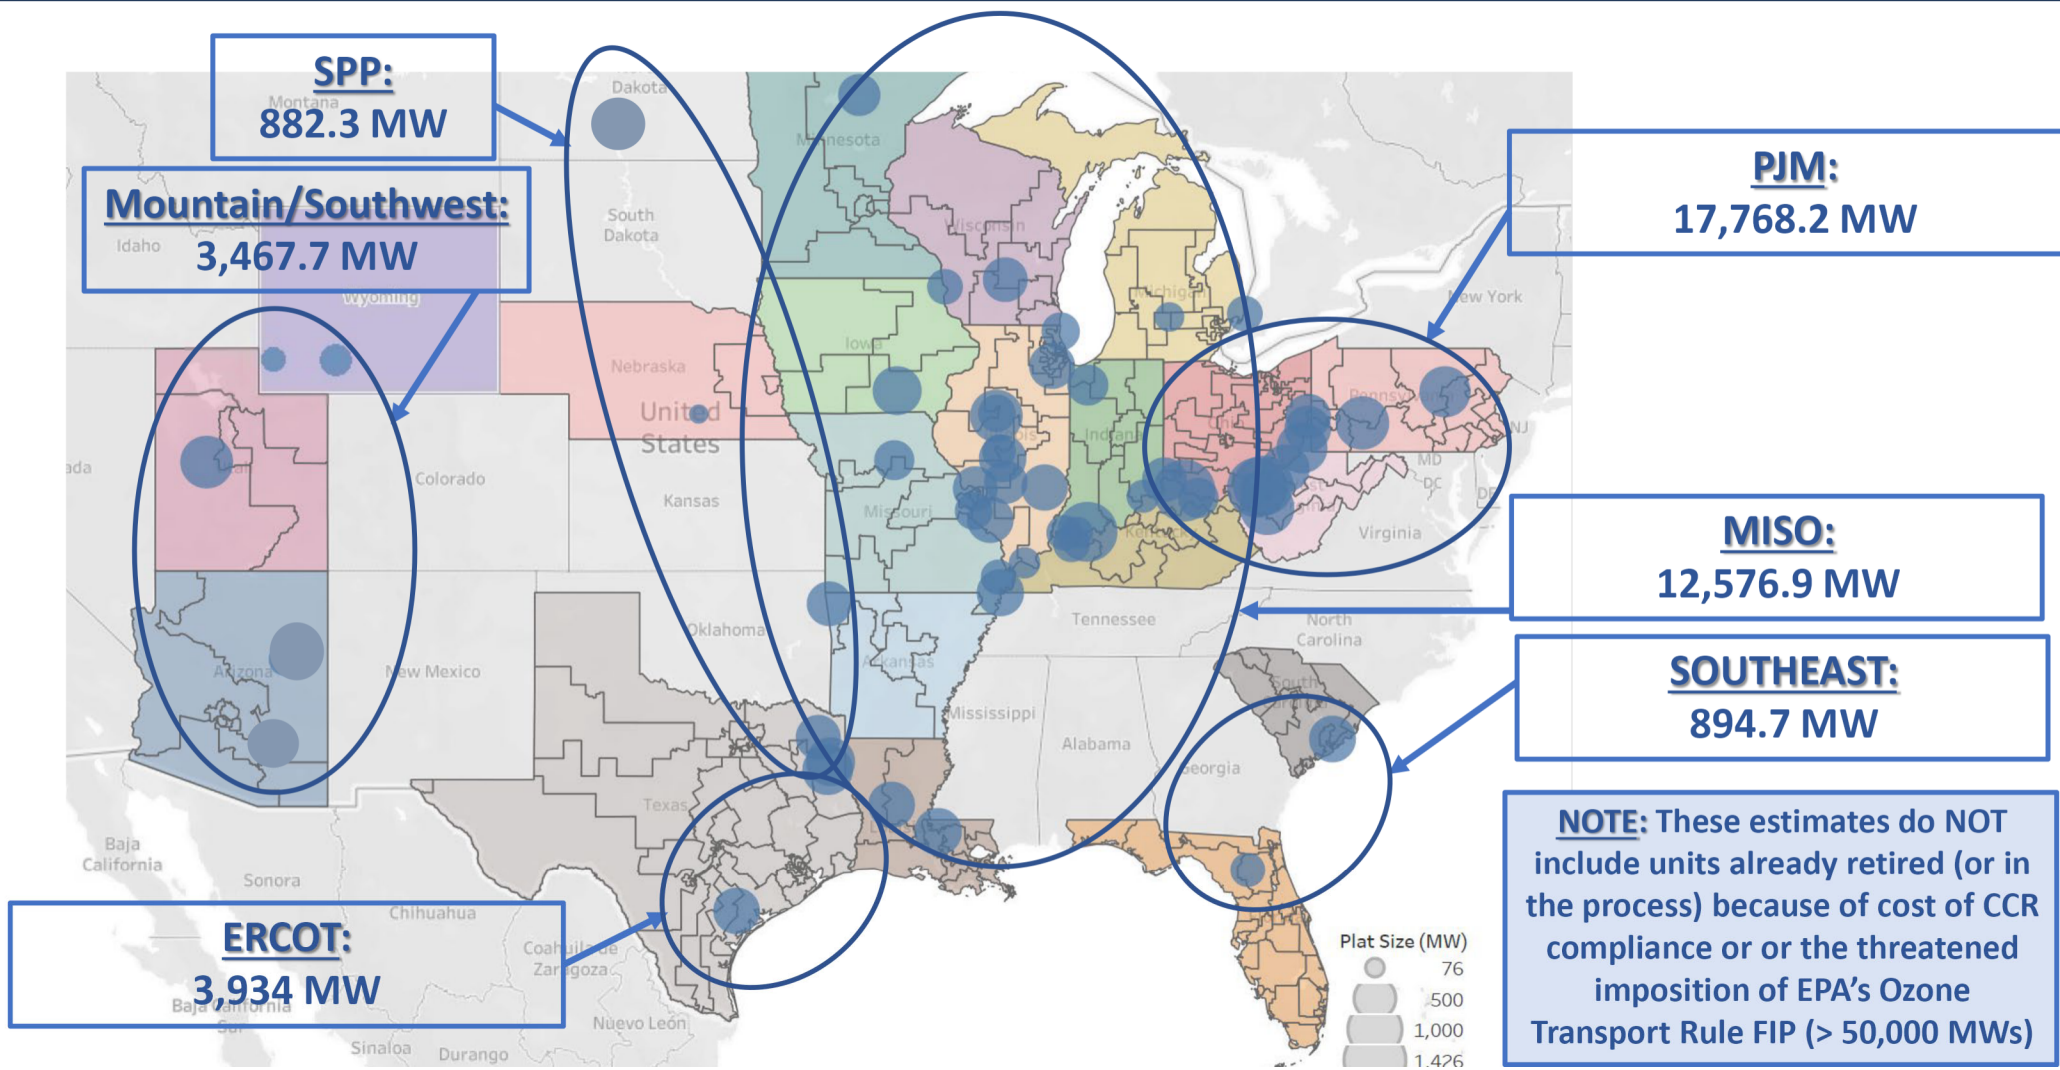 SPP:
882.3 MW
Mountain/Southwest:
3,467.7 MW
PJM:
17,768.2 MW
MISO:
12,576.9 MW
SOUTHEAST:
894.7 MW
ERCOT:
3,934 MW
NOTE: These estimates do NOT
include units already retired (or in
the process) because of cost of CCR
compliance or or the threatened
imposition of EPA’s Ozone
Transport Rule FIP (> 50,000 MWs)
Plat Size (MW)
76
500
1,000
1,426
Montana
Dakota
Minnesota
South
Dakota
Idaho
Wyoming
Wisconsin
Michigan
New York
Iowa
Nebraska
United
States
Pennsylvania
NJ
Ohio
Indiana
MD
DC
DE
Colorado
Kansas
Missouri
Kentucky
Virginia
Oklahoma
Tennessee
North
Carolina
Arizona
New Mexico
Arkansas
South
Carolina
Mississippi
Alabama
Georgia
Texas
Baja
California
Sonora
Chihuahua
Coahuila de
Zaragoza
Baja California
Sur
Nuevo León
Sinaloa
Durango